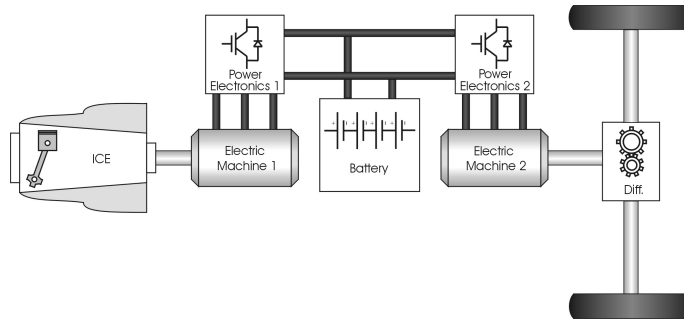 Power
Electronics 1
Power
Electronics 2
ICE
Electric
Machine 1
Battery
Electric
Machine 2
Diff.